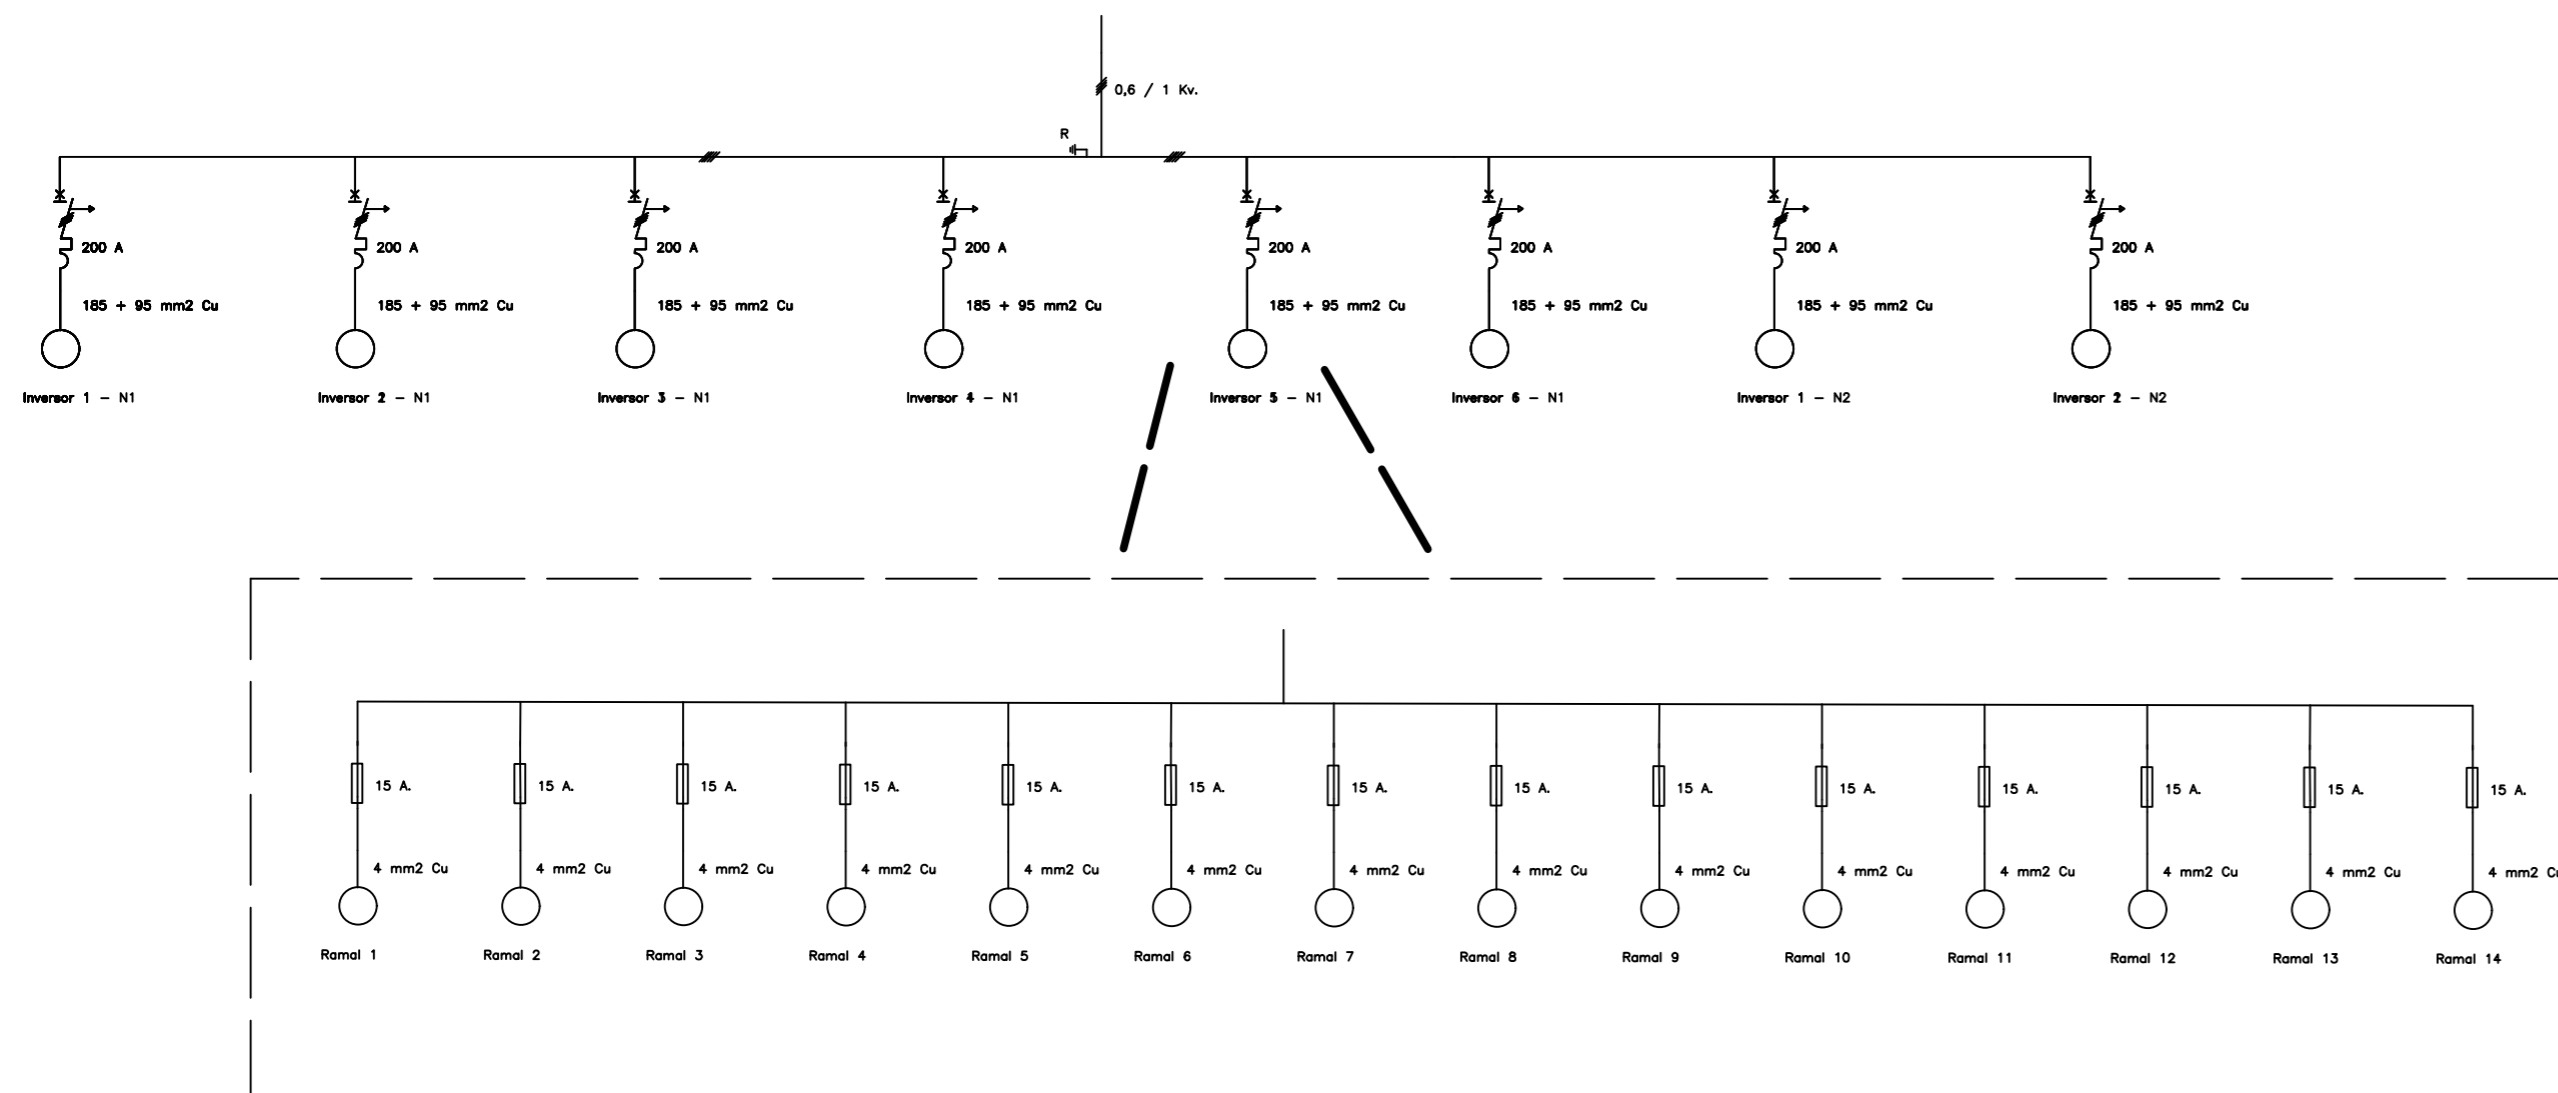 0,6 / 1 Kv.
R
200 A 200 A 200 A 200 A 200 A 200 A 200 A 200 A
185 + 95 mm2 Cu 185 + 95 mm2 Cu 185 + 95 mm2 Cu 185 + 95 mm2 Cu 185 + 95 mm2 Cu 185 + 95 mm2 Cu 185 + 95 mm2 Cu 185 + 95 mm2 Cu
Inversor 1 - N1 Inversor 2 - N1 Inversor 3 - N1 Inversor 4 - N1 Inversor 5 - N1 Inversor 6 - N1 Inversor 1 - N2 Inversor 2 - N2
15 A. 15 A. 15 A. 15 A. 15 A. 15 A. 15 A. 15 A. 15 A. 15 A. 15 A. 15 A. 15 A. 15 A.
4 mm2 Cu 4 mm2 Cu 4 mm2 Cu 4 mm2 Cu 4 mm2 Cu 4 mm2 Cu 4 mm2 Cu 4 mm2 Cu 4 mm2 Cu 4 mm2 Cu 4 mm2 Cu 4 mm2 Cu 4 mm2 Cu 4 mm2 Cu
Ramal 1 Ramal 2 Ramal 3 Ramal 4 Ramal 5 Ramal 6 Ramal 7 Ramal 8 Ramal 9 Ramal 10 Ramal 11 Ramal 12 Ramal 13 Ramal 14